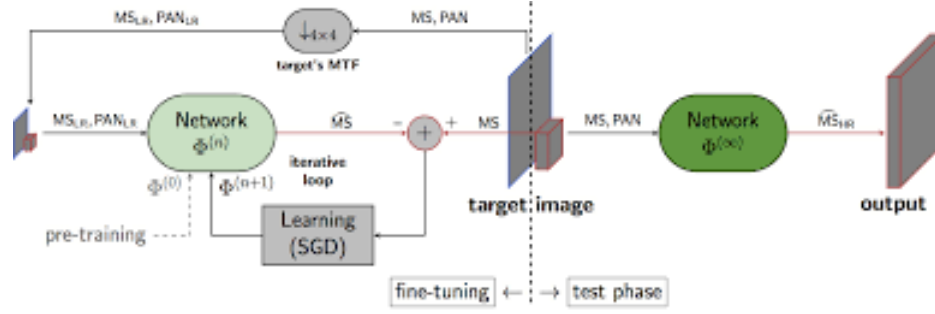 MS_LR, PAN_LR
↓4×4
MS, PAN
target's MTF
MS_LR, PAN_LR
Network
Φ^(n)
M̂S
−
+
+
MS
MS, PAN
Network
Φ^(∞)
M̂S_HR
Φ^(0)
Φ^(n+1)
iterative
loop
target image
output
pre-training
Learning
(SGD)
fine-tuning
←
→
test phase